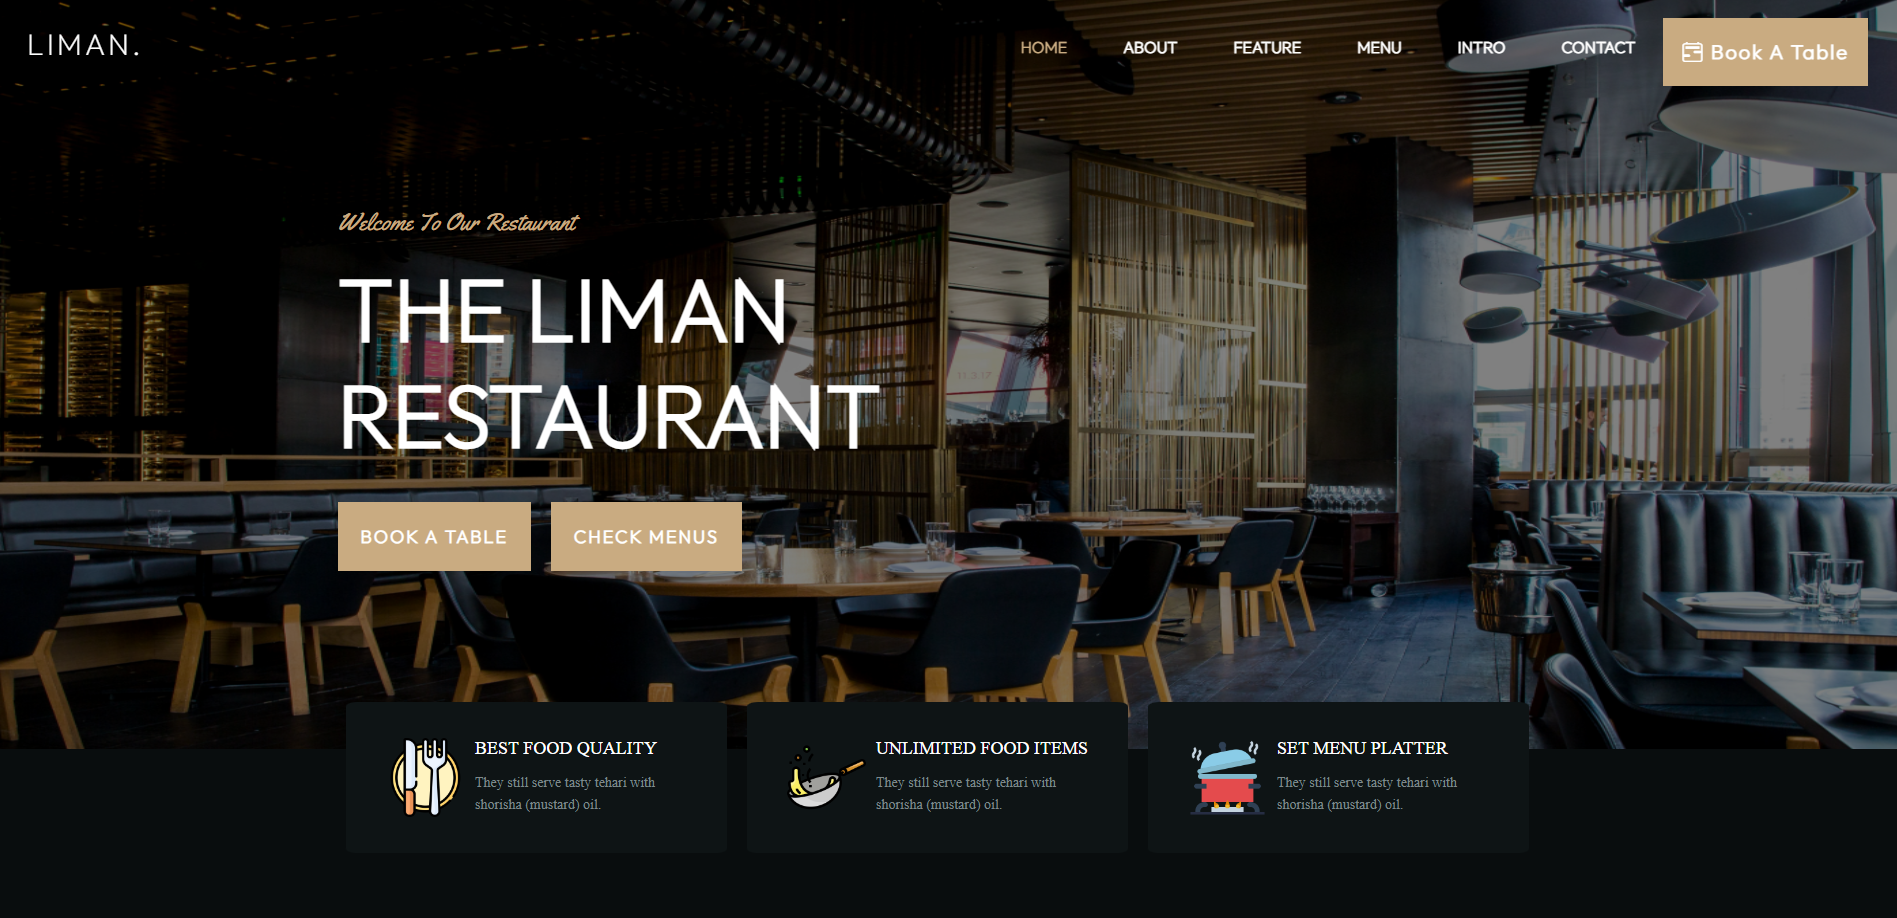 LIMAN.
HOME ABOUT FEATURE MENU INTRO CONTACT Book A Table
Welcome To Our Restaurant
THE LIMAN
RESTAURANT
BOOK A TABLE CHECK MENUS
BEST FOOD QUALITY
They still serve tasty tehari with
shorisha (mustard) oil.
UNLIMITED FOOD ITEMS
They still serve tasty tehari with
shorisha (mustard) oil.
SET MENU PLATTER
They still serve tasty tehari with
shorisha (mustard) oil.